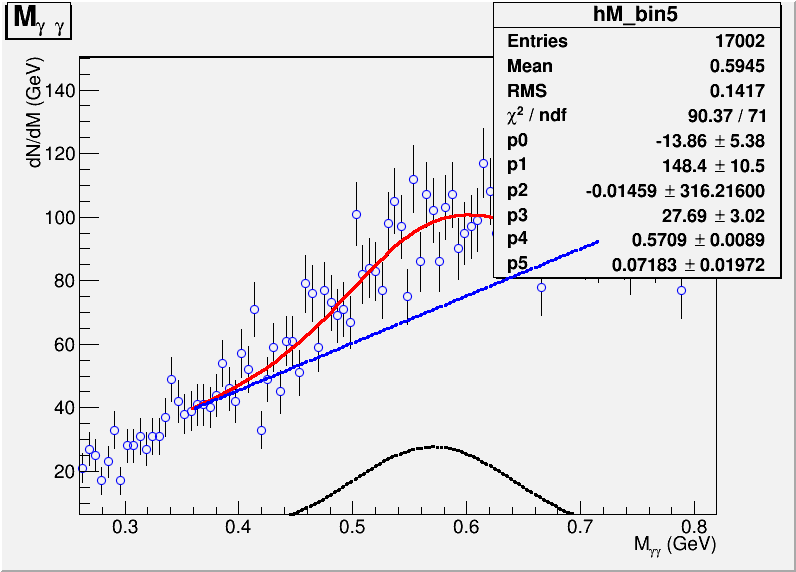 Mγ γ
hM_bin5
Entries 17002
Mean 0.5945
RMS 0.1417
χ² / ndf 90.37 / 71
p0 -13.86 ± 5.38
p1 148.4 ± 10.5
p2 -0.01459 ± 316.21600
p3 27.69 ± 3.02
p4 0.5709 ± 0.0089
p5 0.07183 ± 0.01972
dN/dM (GeV)
140
120
100
80
60
40
20
0.3 0.4 0.5 0.6 0.7 0.8
Mγγ (GeV)